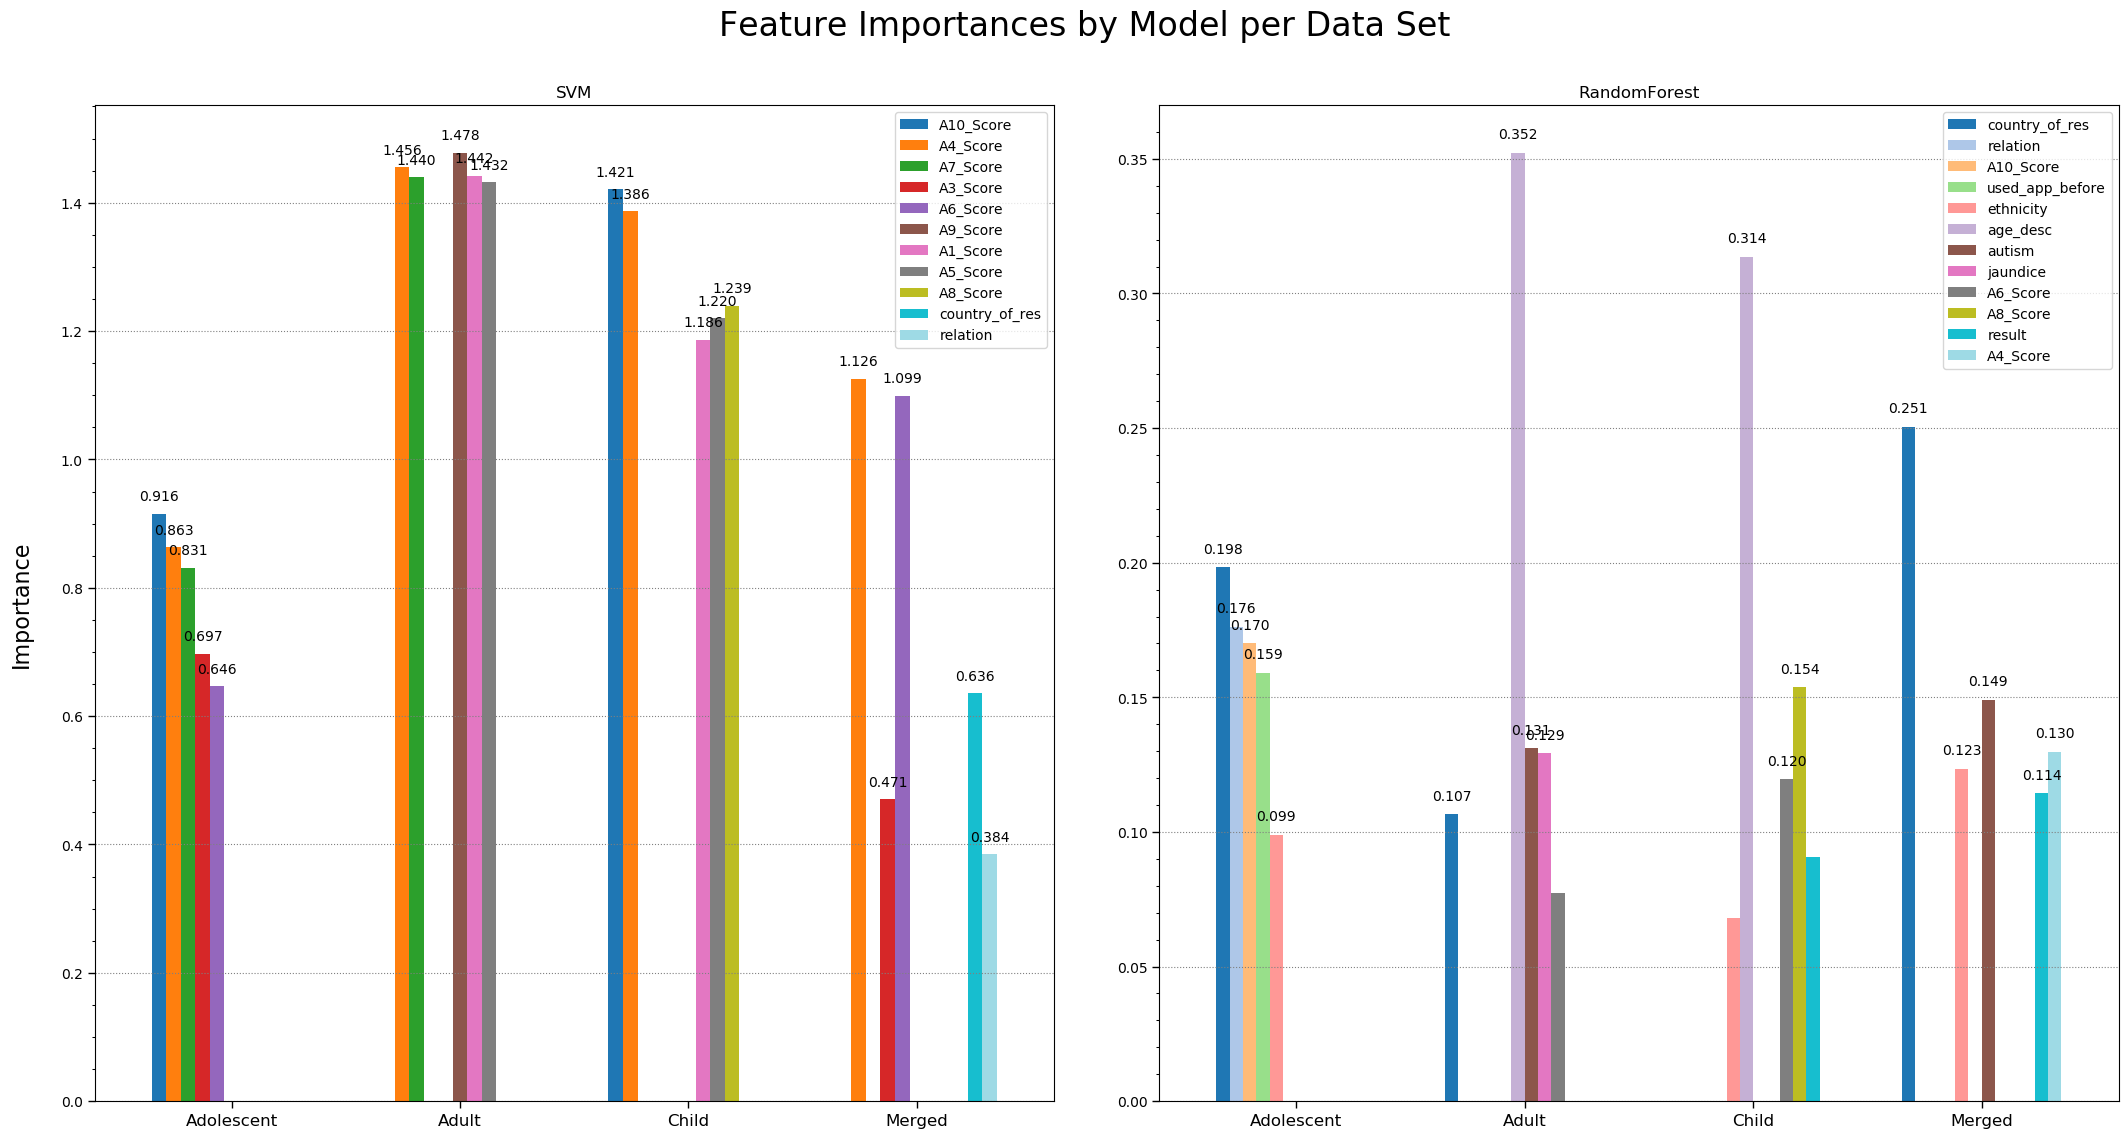 Feature Importances by Model per Data Set
SVM
Importance
1.4
1.2
1.0
0.8
0.6
0.4
0.2
0.0
0.916
0.863
0.831
0.697
0.646
1.456
1.440
1.478
1.442
1.432
1.421
1.386
1.186
1.220
1.239
1.126
0.471
1.099
0.636
0.384
A10_Score
A4_Score
A7_Score
A3_Score
A6_Score
A9_Score
A1_Score
A5_Score
A8_Score
country_of_res
relation
Adolescent Adult Child Merged
RandomForest
0.35
0.30
0.25
0.20
0.15
0.10
0.05
0.00
0.198
0.176
0.170
0.159
0.099
0.107
0.352
0.131
0.129
0.314
0.120
0.154
0.251
0.123
0.149
0.114
0.130
country_of_res
relation
A10_Score
used_app_before
ethnicity
age_desc
autism
jaundice
A6_Score
A8_Score
result
A4_Score
Adolescent Adult Child Merged